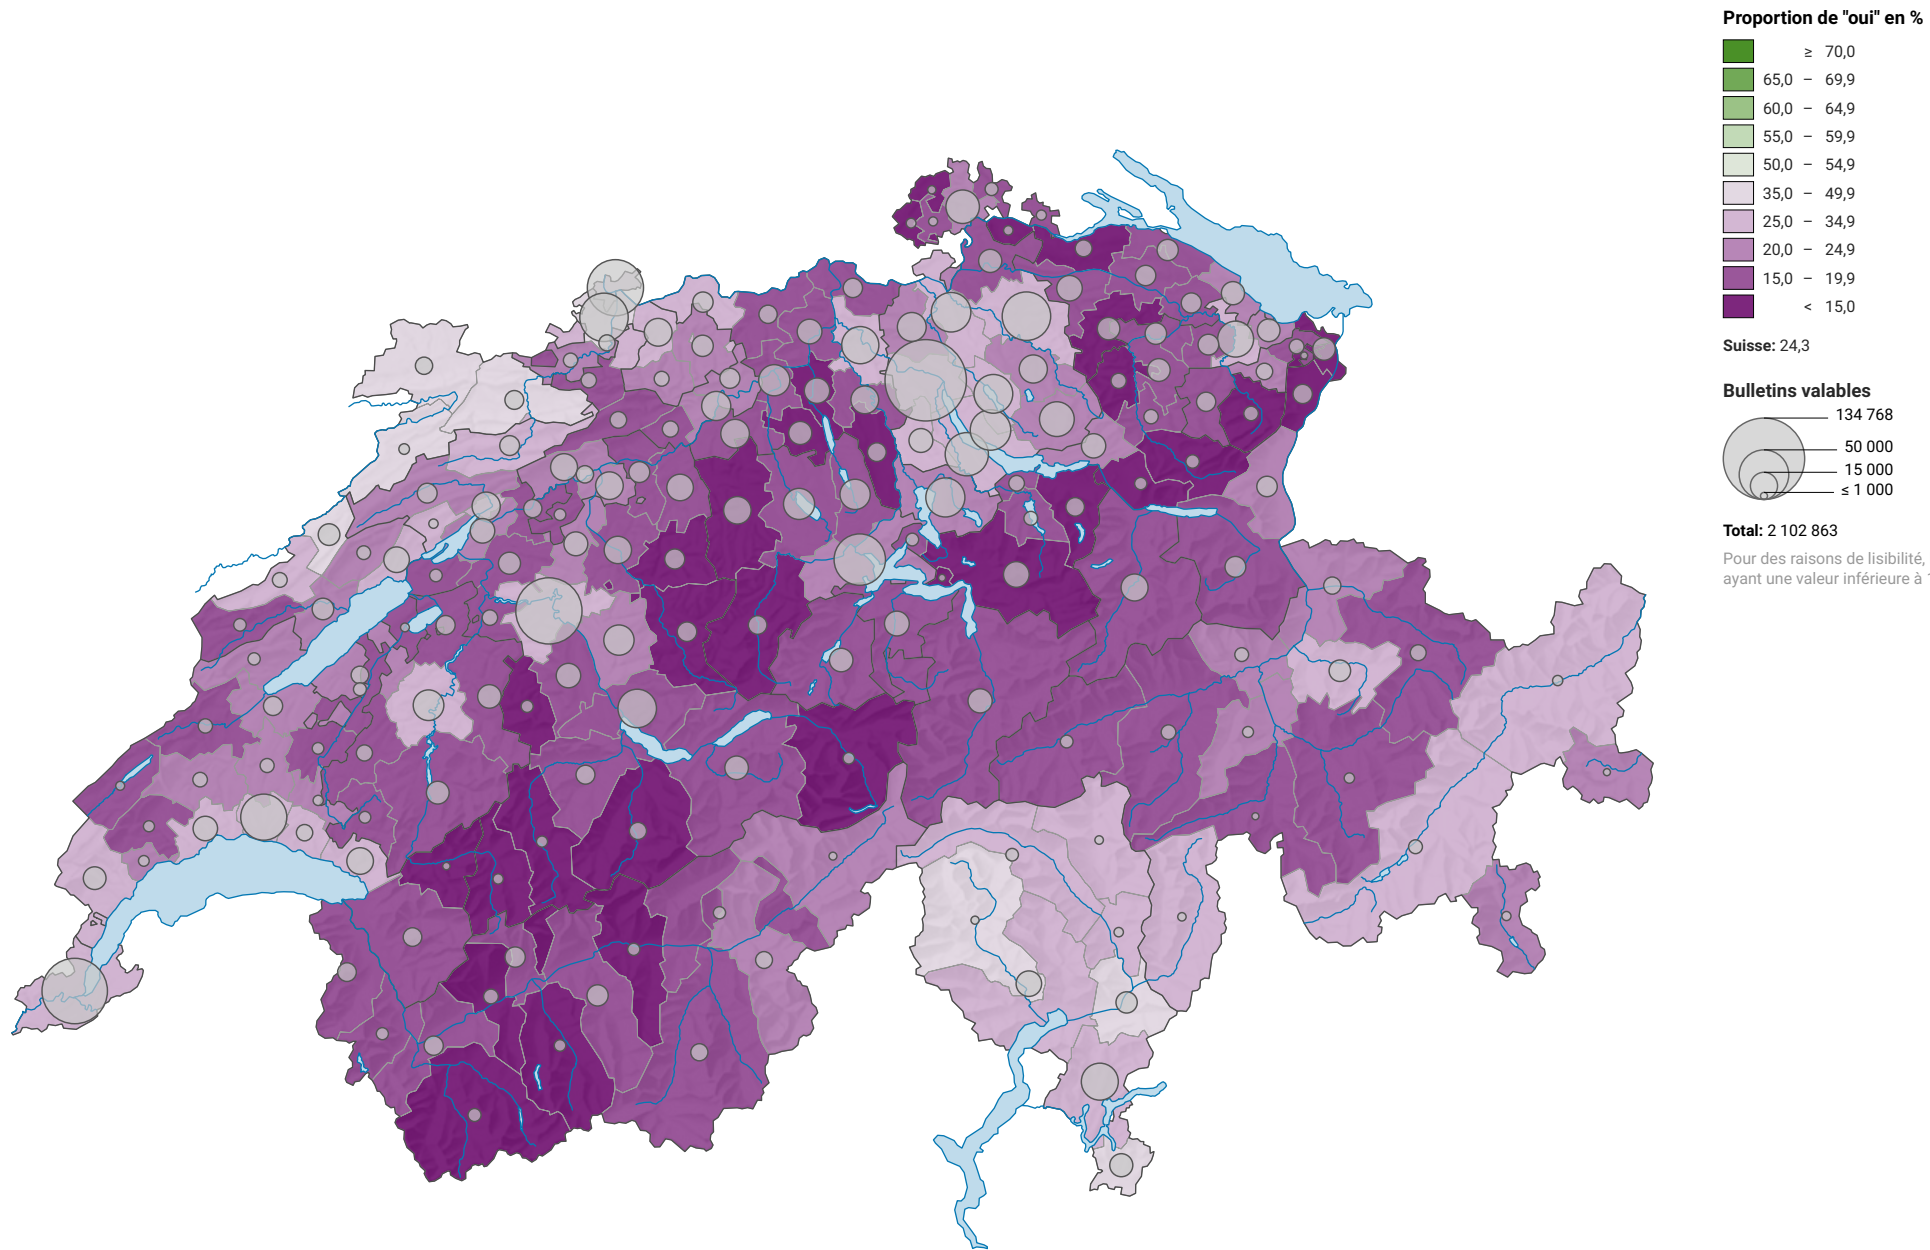 Proportion de "oui" en %
≥ 70,0
65,0 – 69,9
60,0 – 64,9
55,0 – 59,9
50,0 – 54,9
35,0 – 49,9
25,0 – 34,9
20,0 – 24,9
15,0 – 19,9
< 15,0
Suisse: 24,3
Bulletins valables
134 768
50 000
15 000
≤ 1 000
Total: 2 102 863
Pour des raisons de lisibilité,
ayant une valeur inférieure à